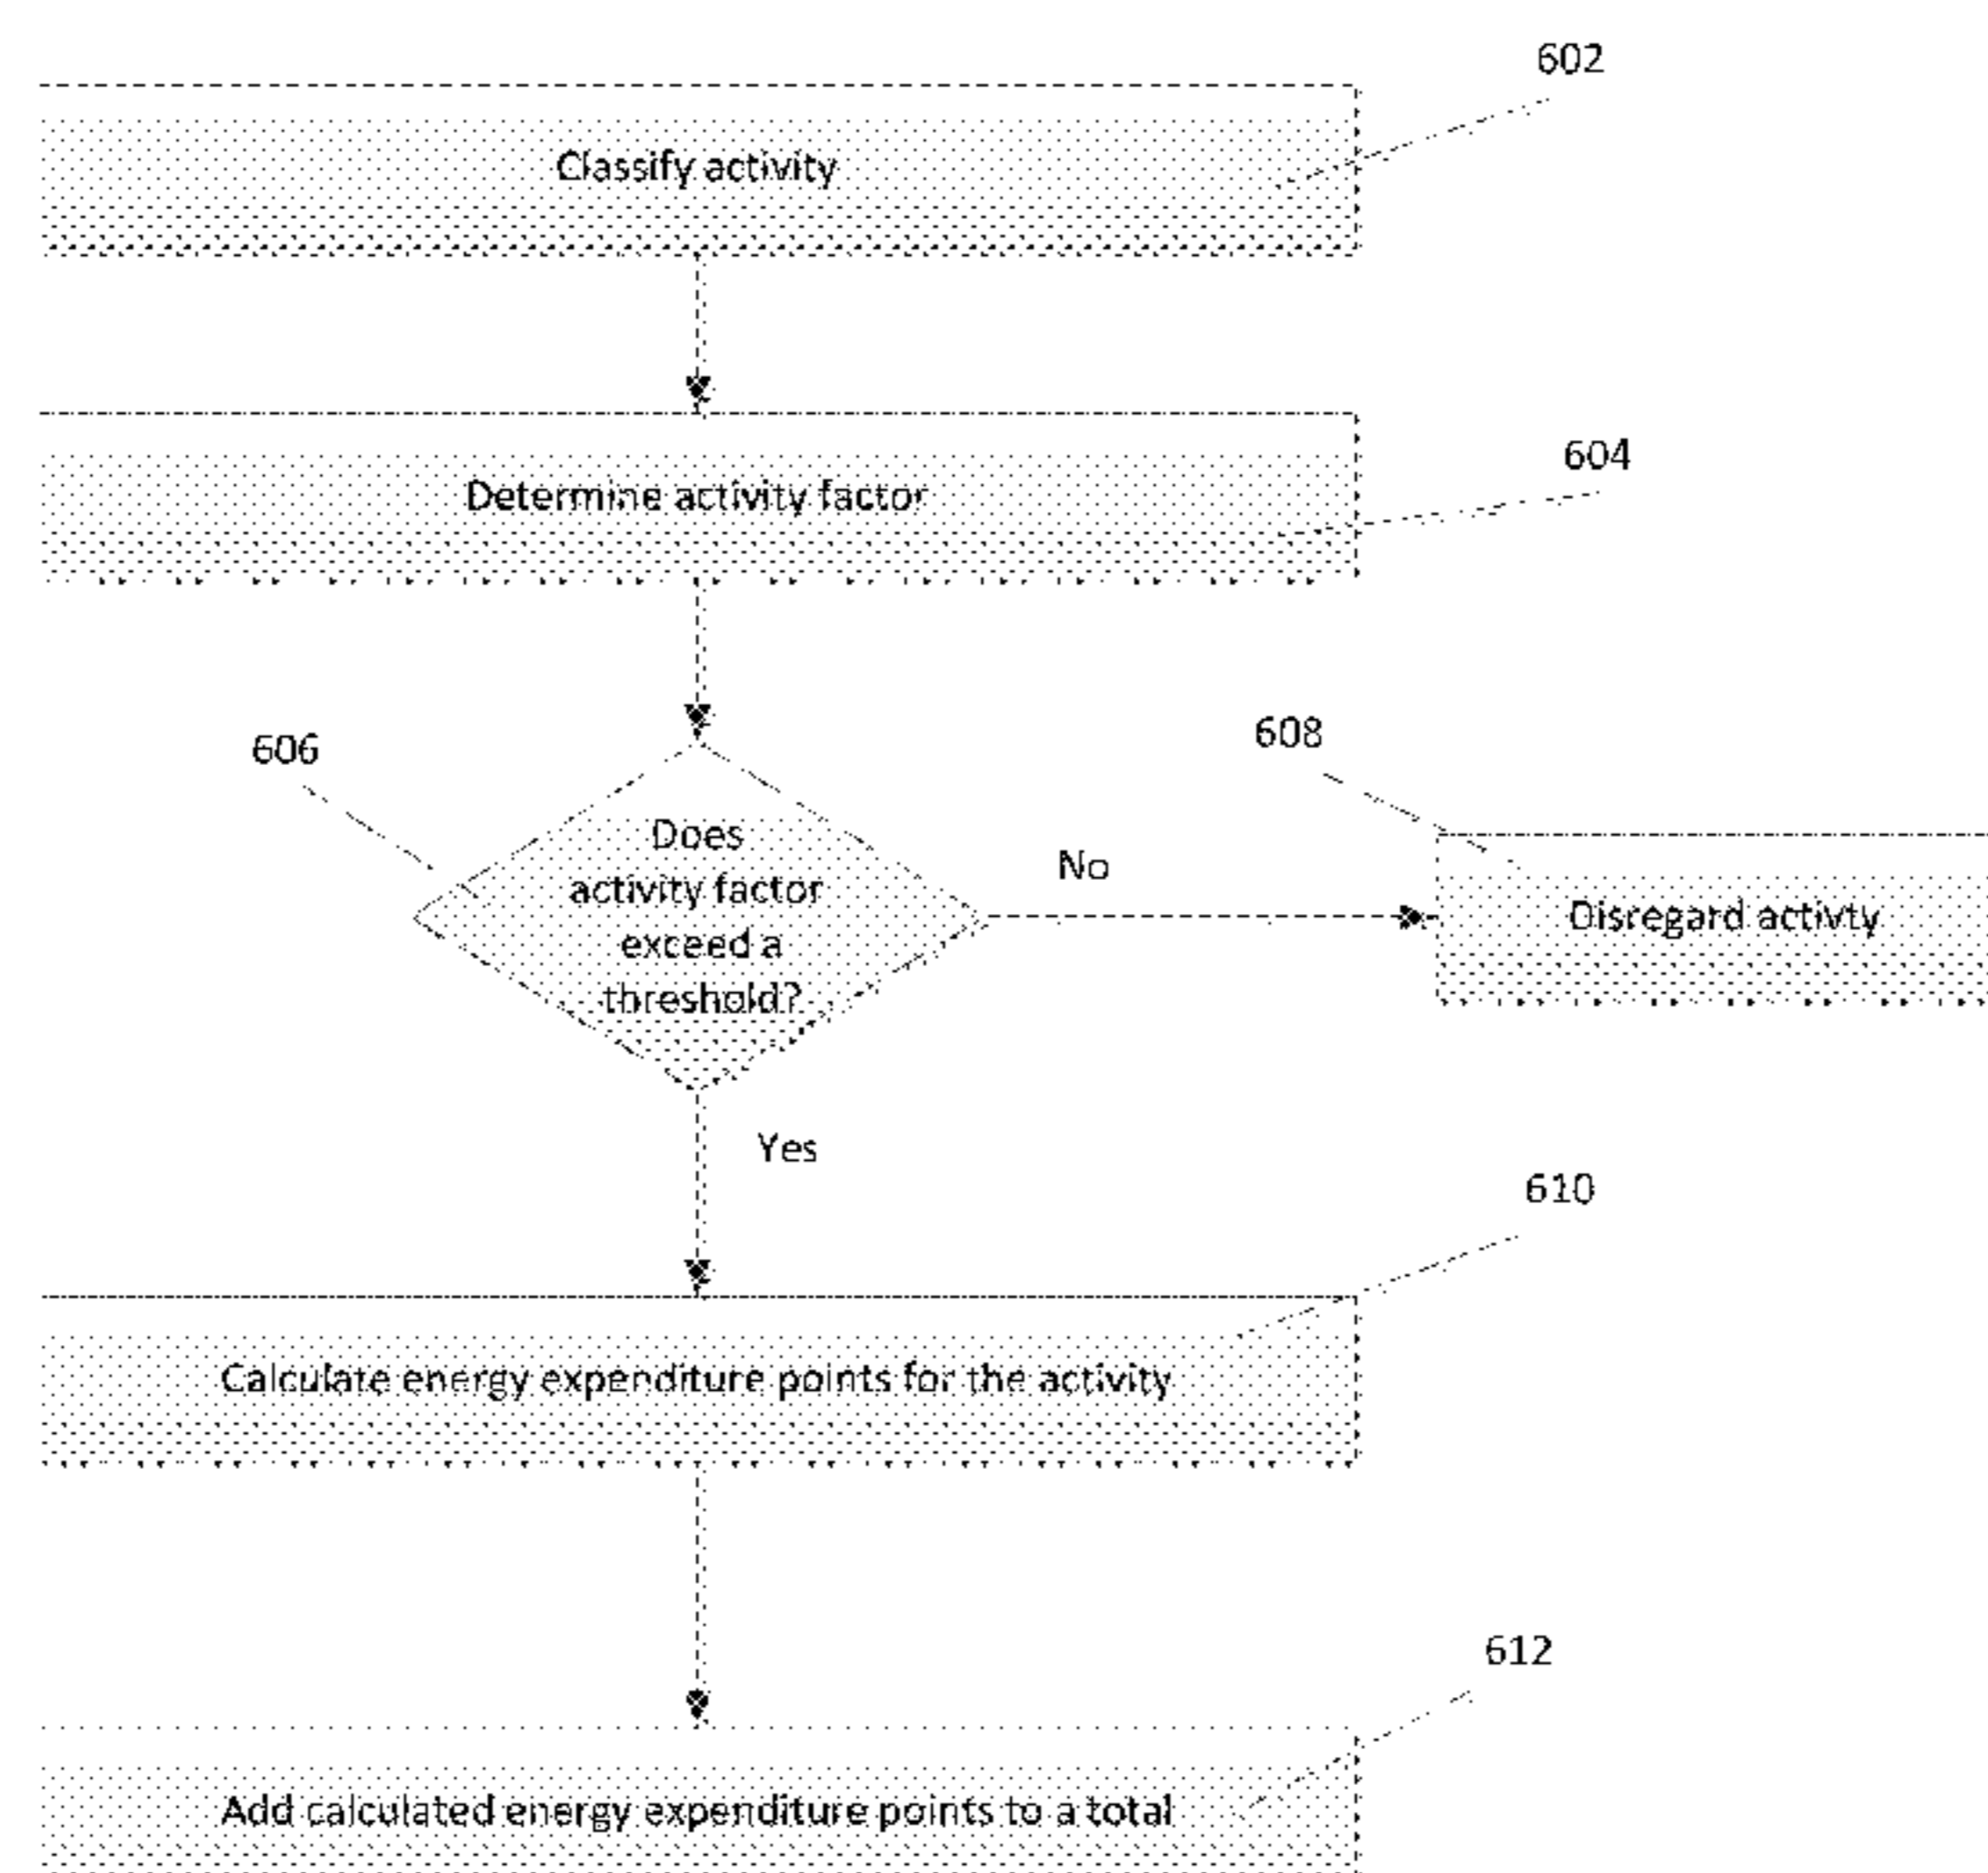 602
Classify activity
604
Determine activity factor
606
608
Does
activity factor
exceed a
threshold?
No
Disregard activty
Yes
610
Calculate energy expenditure points for the activity
612
Add calculated energy expenditure points to a total